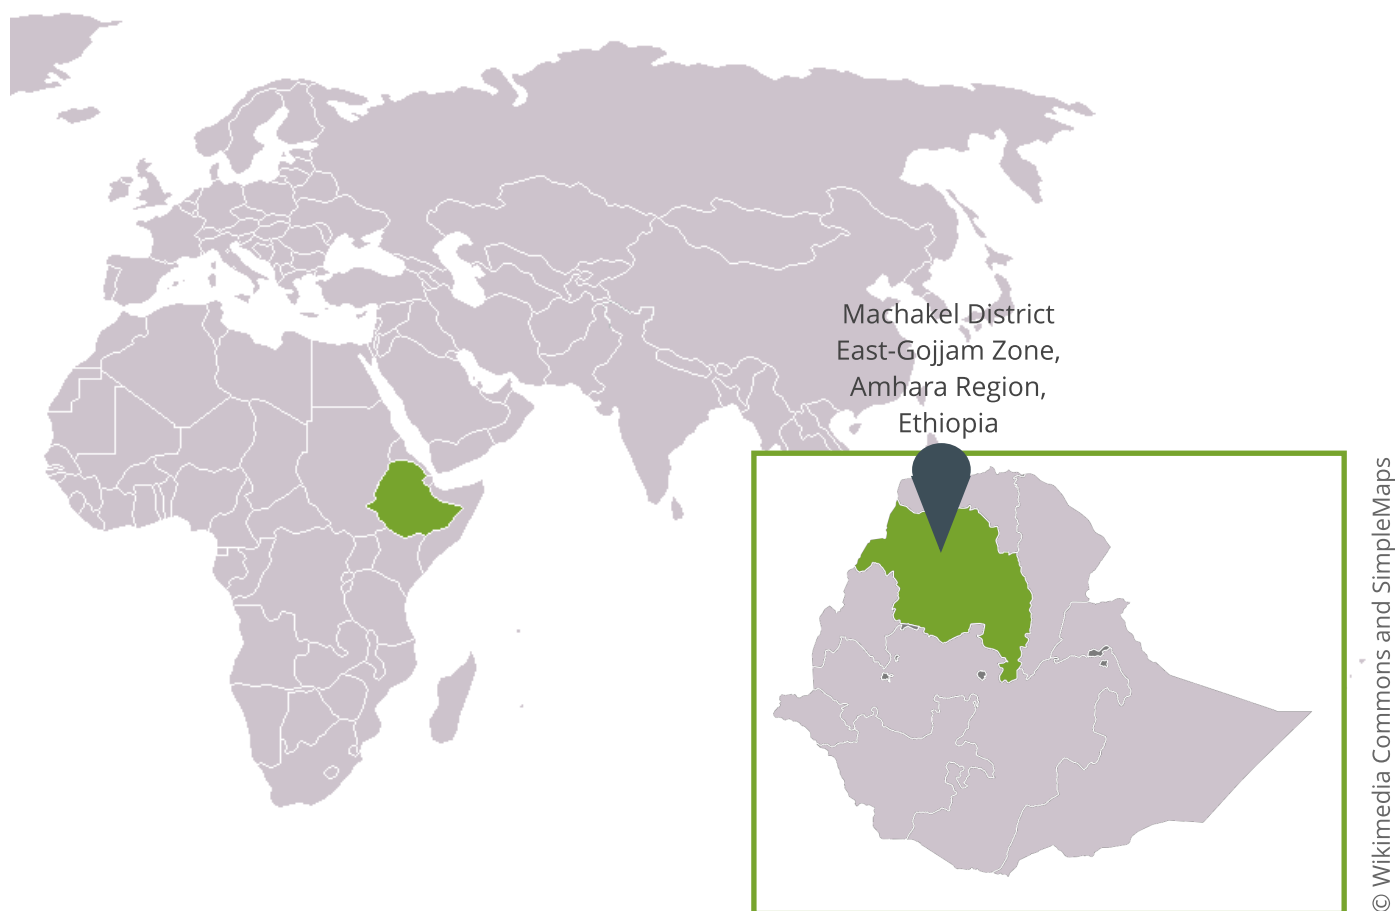 Machakel District
East-Gojjam Zone,
Amhara Region,
Ethiopia
© Wikimedia Commons and SimpleMaps